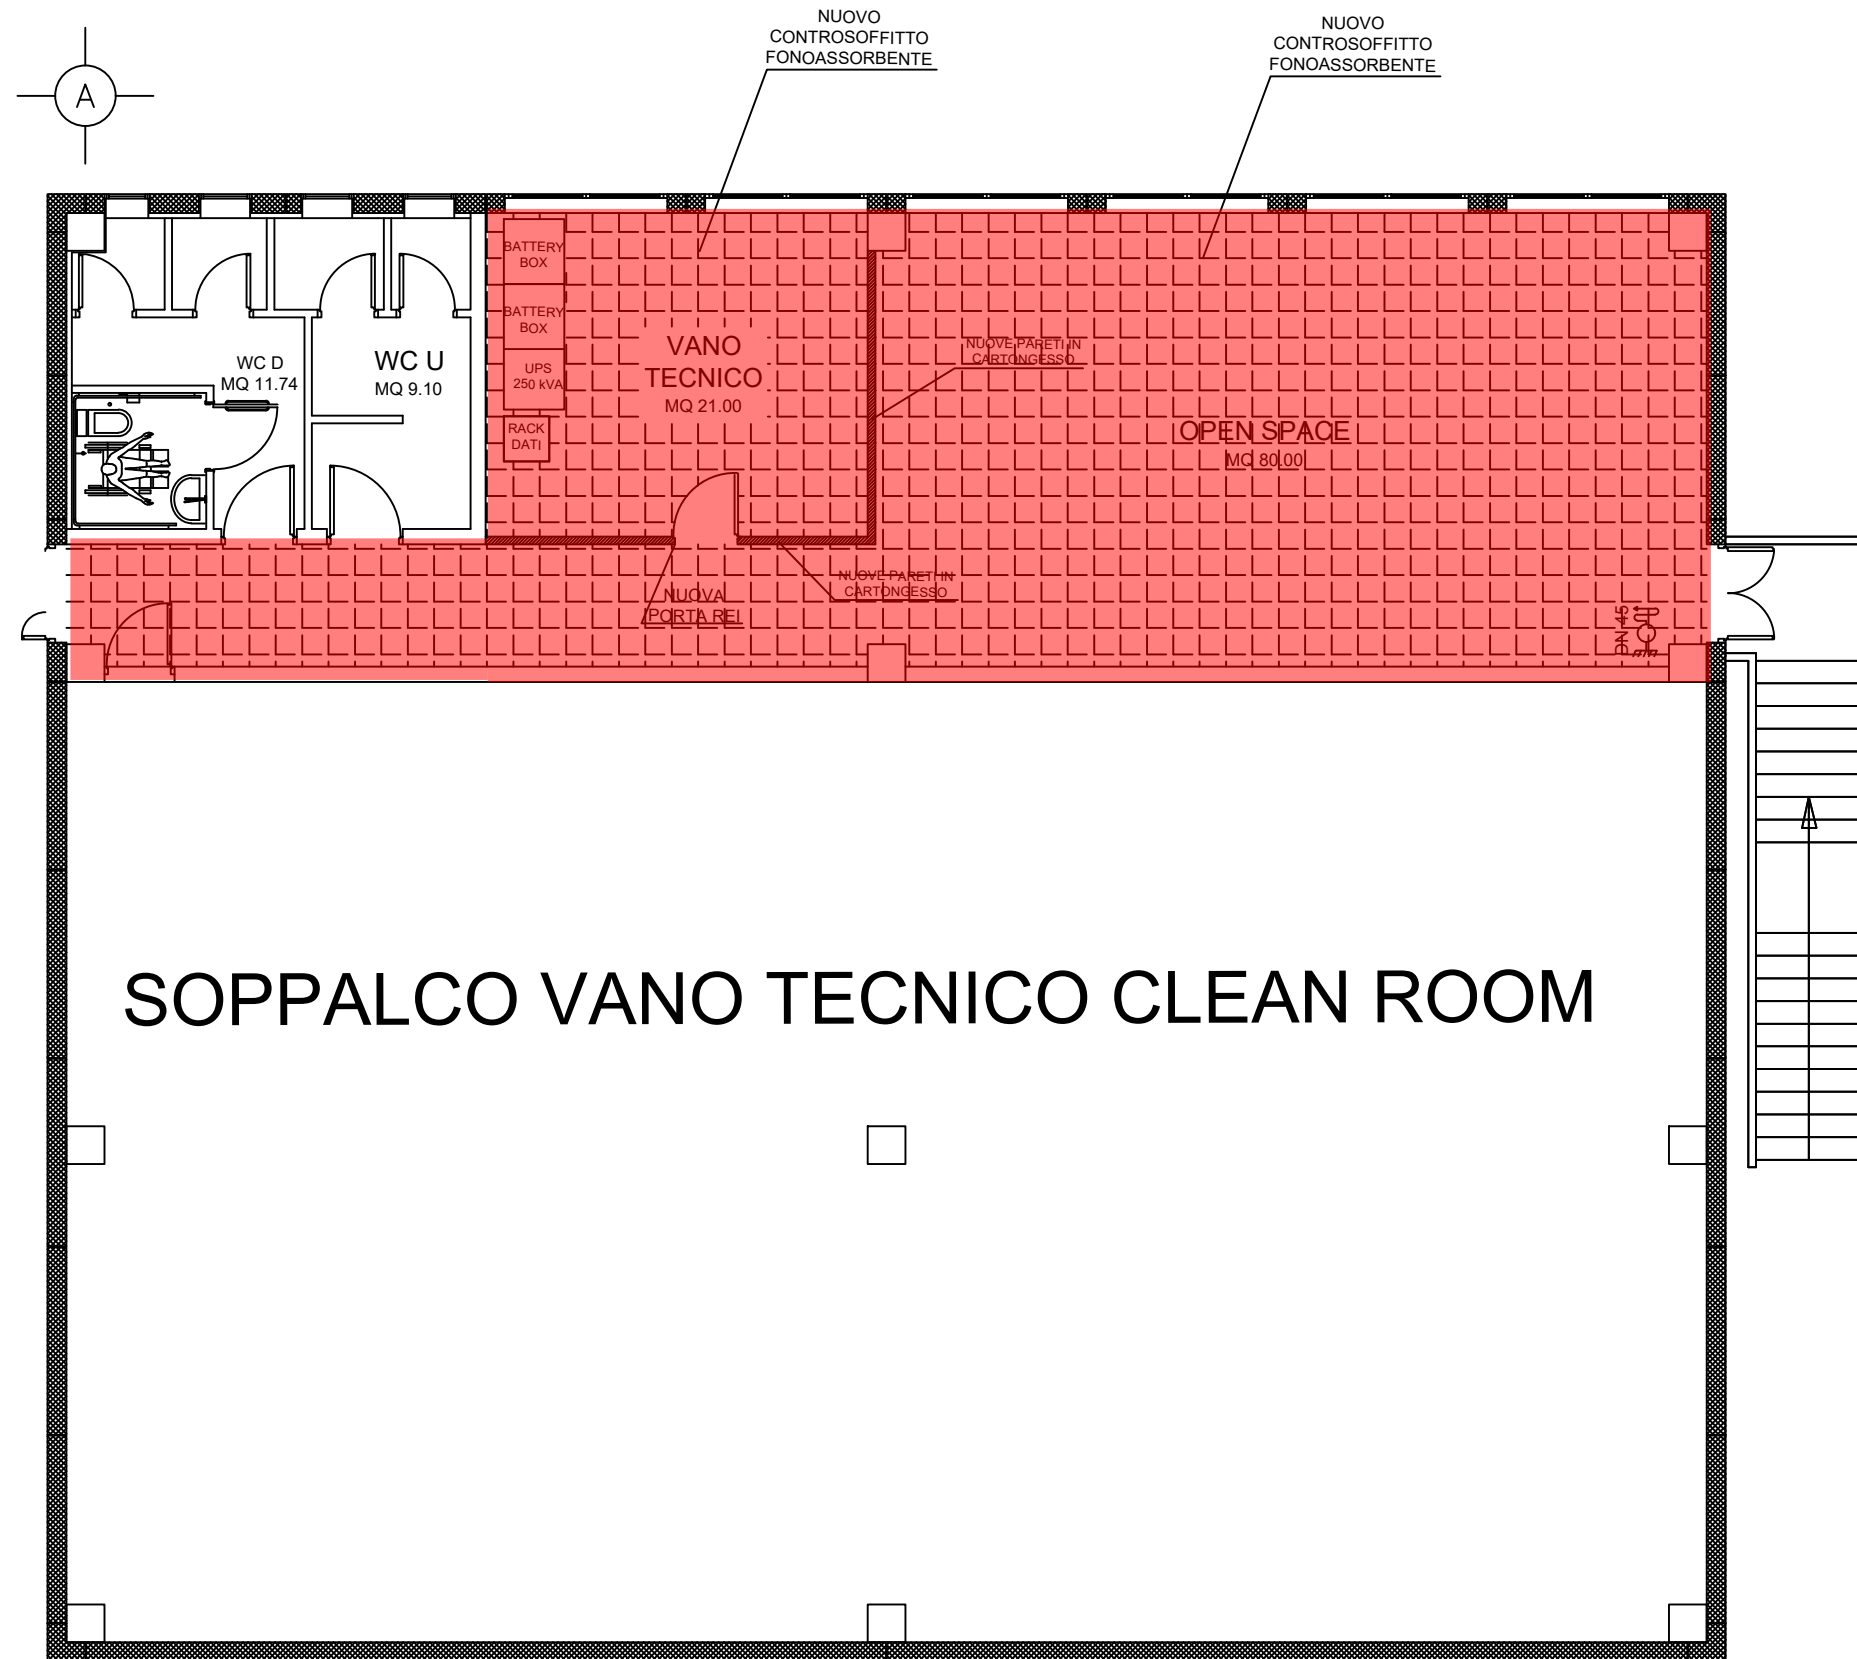 NUOVO
CONTROSOFFITTO
FONOASSORBENTE
NUOVO
CONTROSOFFITTO
FONOASSORBENTE
A
BATTERY
BOX
BATTERY
BOX
UPS
250 kVA
RACK
DATI
VANO
TECNICO
MQ 21.00
NUOVE PARETI IN
CARTONGESSO
WC D
MQ 11.74
WC U
MQ 9.10
OPEN SPACE
MQ 80.00
NUOVE PARETI IN
CARTONGESSO
NUOVA
PORTA REI
DN 45
SOPPALCO VANO TECNICO CLEAN ROOM